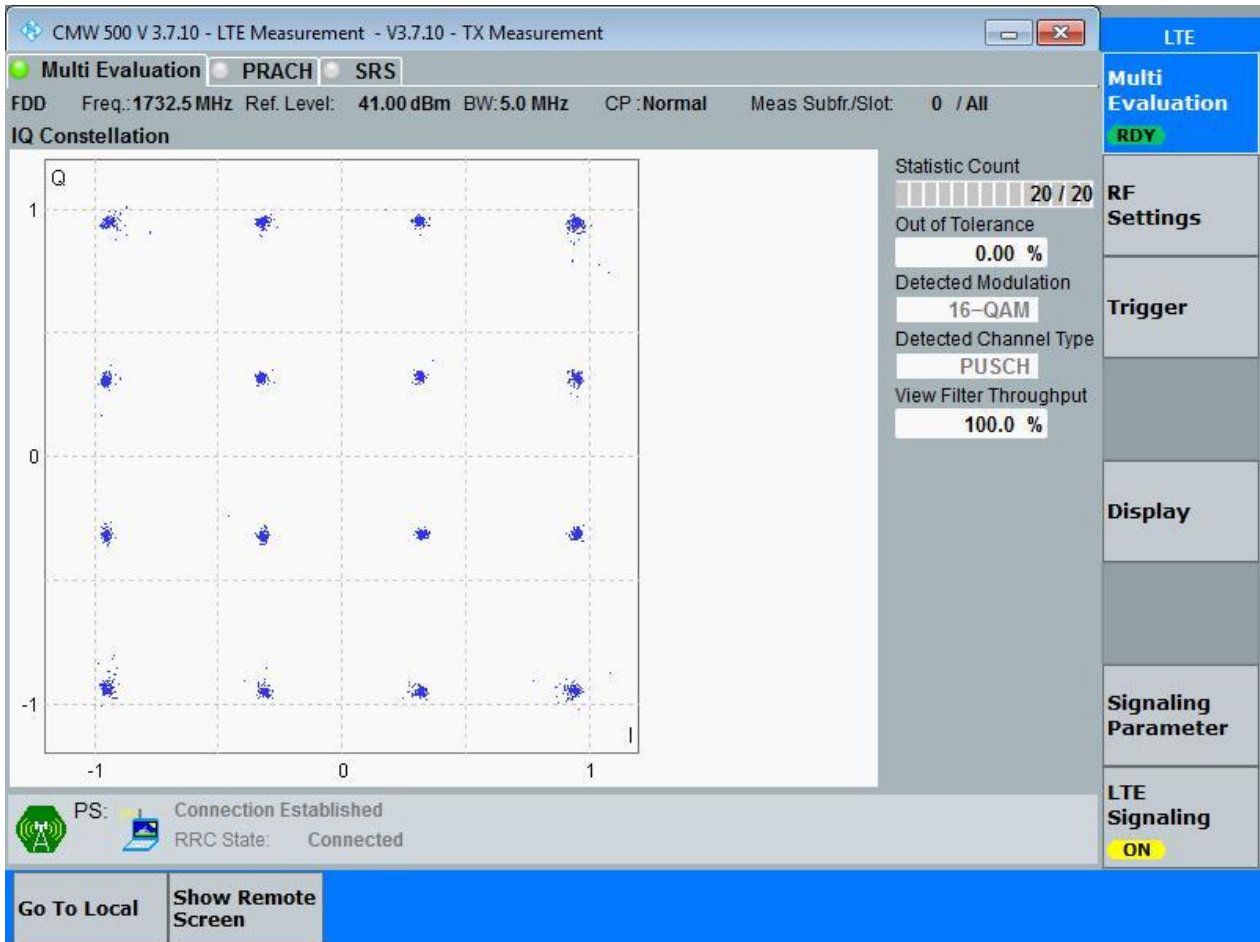 CMW 500 V 3.7.10 - LTE Measurement - V3.7.10 - TX Measurement
LTE
Multi Evaluation PRACH SRS
FDD Freq.: 1732.5 MHz Ref. Level: 41.00 dBm BW: 5.0 MHz CP : Normal Meas Subfr./Slot: 0 / All
IQ Constellation
Q
1
0
-1
I
-1 0 1
Statistic Count
20 / 20
Out of Tolerance
0.00 %
Detected Modulation
16-QAM
Detected Channel Type
PUSCH
View Filter Throughput
100.0 %
Multi
Evaluation
RDY
RF
Settings
Trigger
Display
Signaling
Parameter
LTE
Signaling
ON
PS: Connection Established
RRC State: Connected
Go To Local
Show Remote
Screen